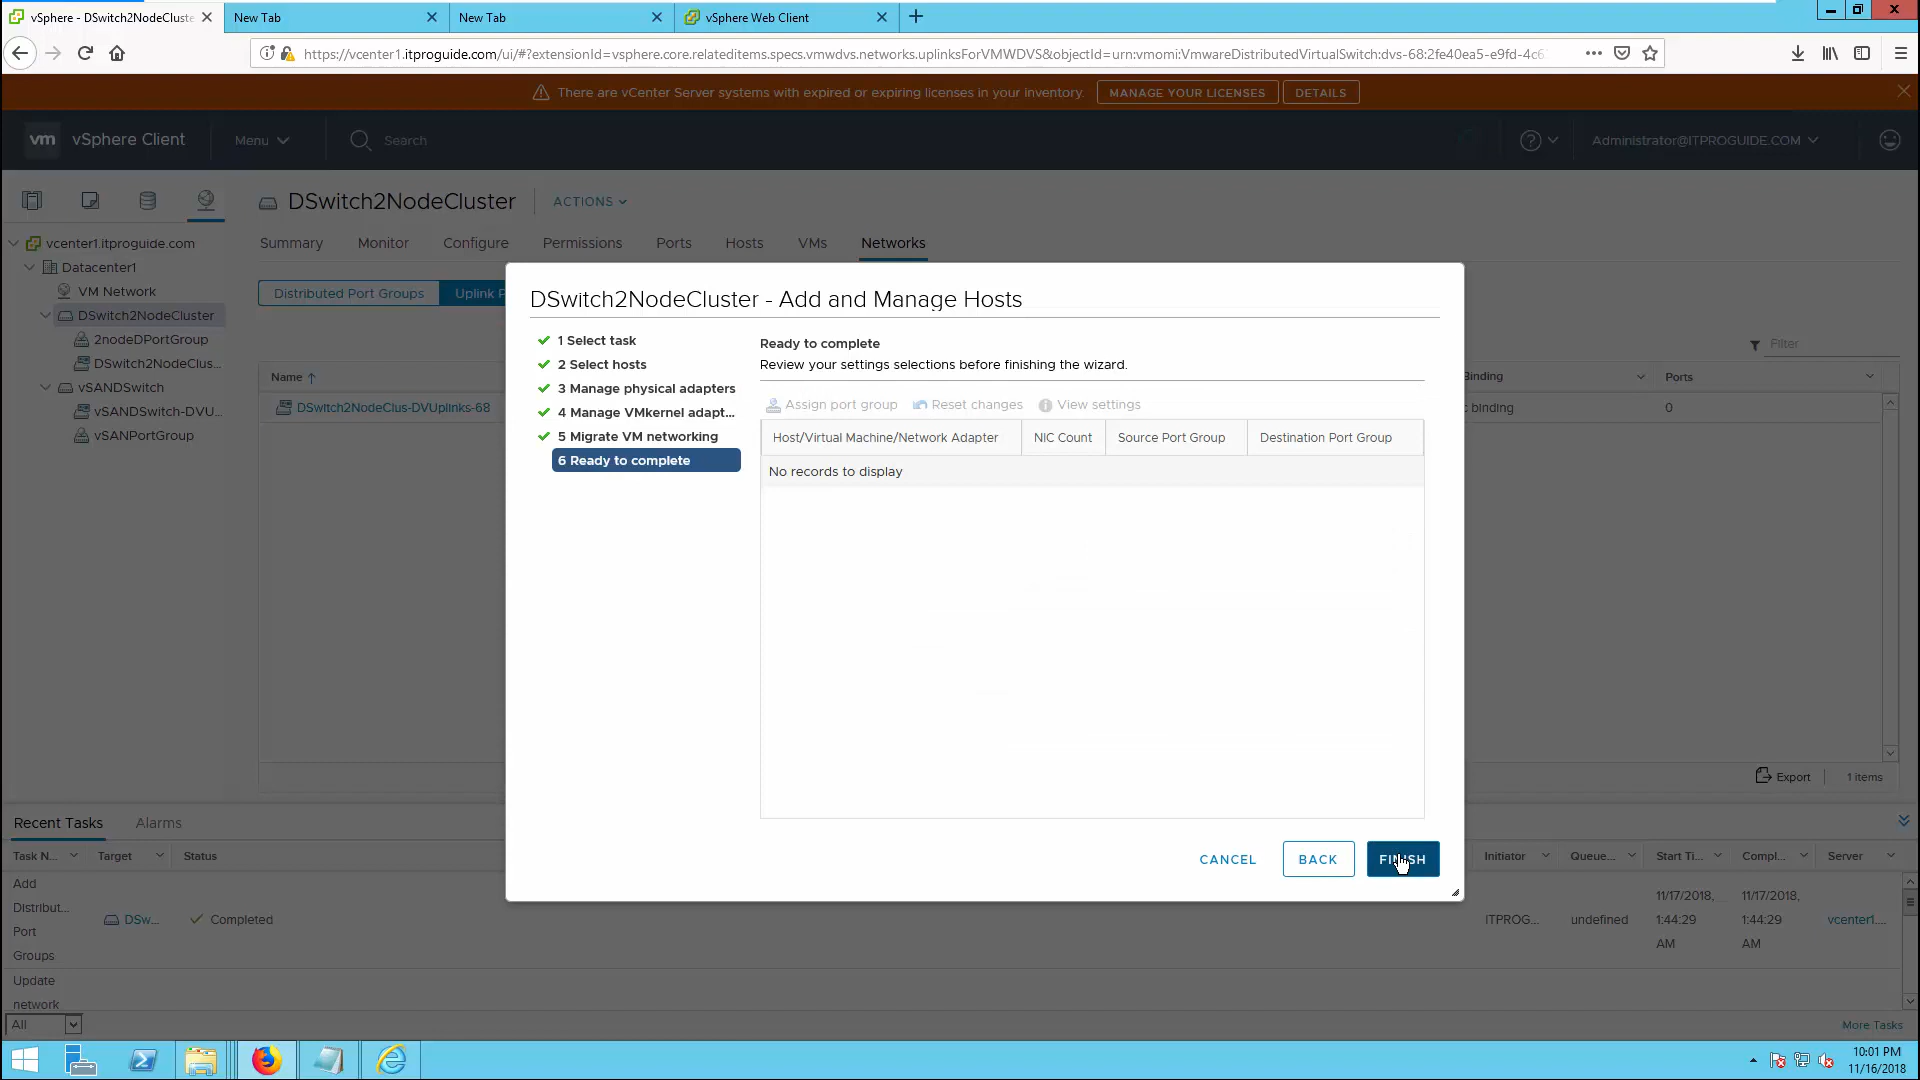 vSphere - DSwitch2NodeCluste
New Tab
New Tab
vSphere Web Client
https://vcenter1.itproguide.com/ui/#?extensionId=vsphere.core.relateditems.specs.vmwdvs.networks.uplinksForVMWDVS&objectId=urn:vmomi:VmwareDistributedVirtualSwitch:dvs-68:2fe40ea5-e9fd-4c6
There are vCenter Server systems with expired or expiring licenses in your inventory.
MANAGE YOUR LICENSES
DETAILS
vm
vSphere Client
Menu
Search
Administrator@ITPROGUIDE.COM
DSwitch2NodeCluster
ACTIONS
Summary
Monitor
Configure
Permissions
Ports
Hosts
VMs
Networks
vcenter1.itproguide.com
Datacenter1
VM Network
DSwitch2NodeCluster
2nodeDPortGroup
DSwitch2NodeClus...
vSANDSwitch
vSANDSwitch-DVU...
vSANPortGroup
Distributed Port Groups
Uplink P
Filter
Name
Binding
Ports
DSwitch2NodeClus-DVUplinks-68
c binding
0
Export
1 items
DSwitch2NodeCluster - Add and Manage Hosts
1 Select task
2 Select hosts
3 Manage physical adapters
4 Manage VMkernel adapt...
5 Migrate VM networking
6 Ready to complete
Ready to complete
Review your settings selections before finishing the wizard.
Assign port group
Reset changes
View settings
Host/Virtual Machine/Network Adapter
NIC Count
Source Port Group
Destination Port Group
No records to display
CANCEL
BACK
FINISH
Recent Tasks
Alarms
Task N...
Target
Status
Initiator
Queue...
Start Ti...
Compl...
Server
Add
Distribut...
Port
Groups
DSw...
Completed
ITPROG...
undefined
11/17/2018,
1:44:29
AM
11/17/2018,
1:44:29
AM
vcenter1....
Update
network
All
More Tasks
10:01 PM
11/16/2018